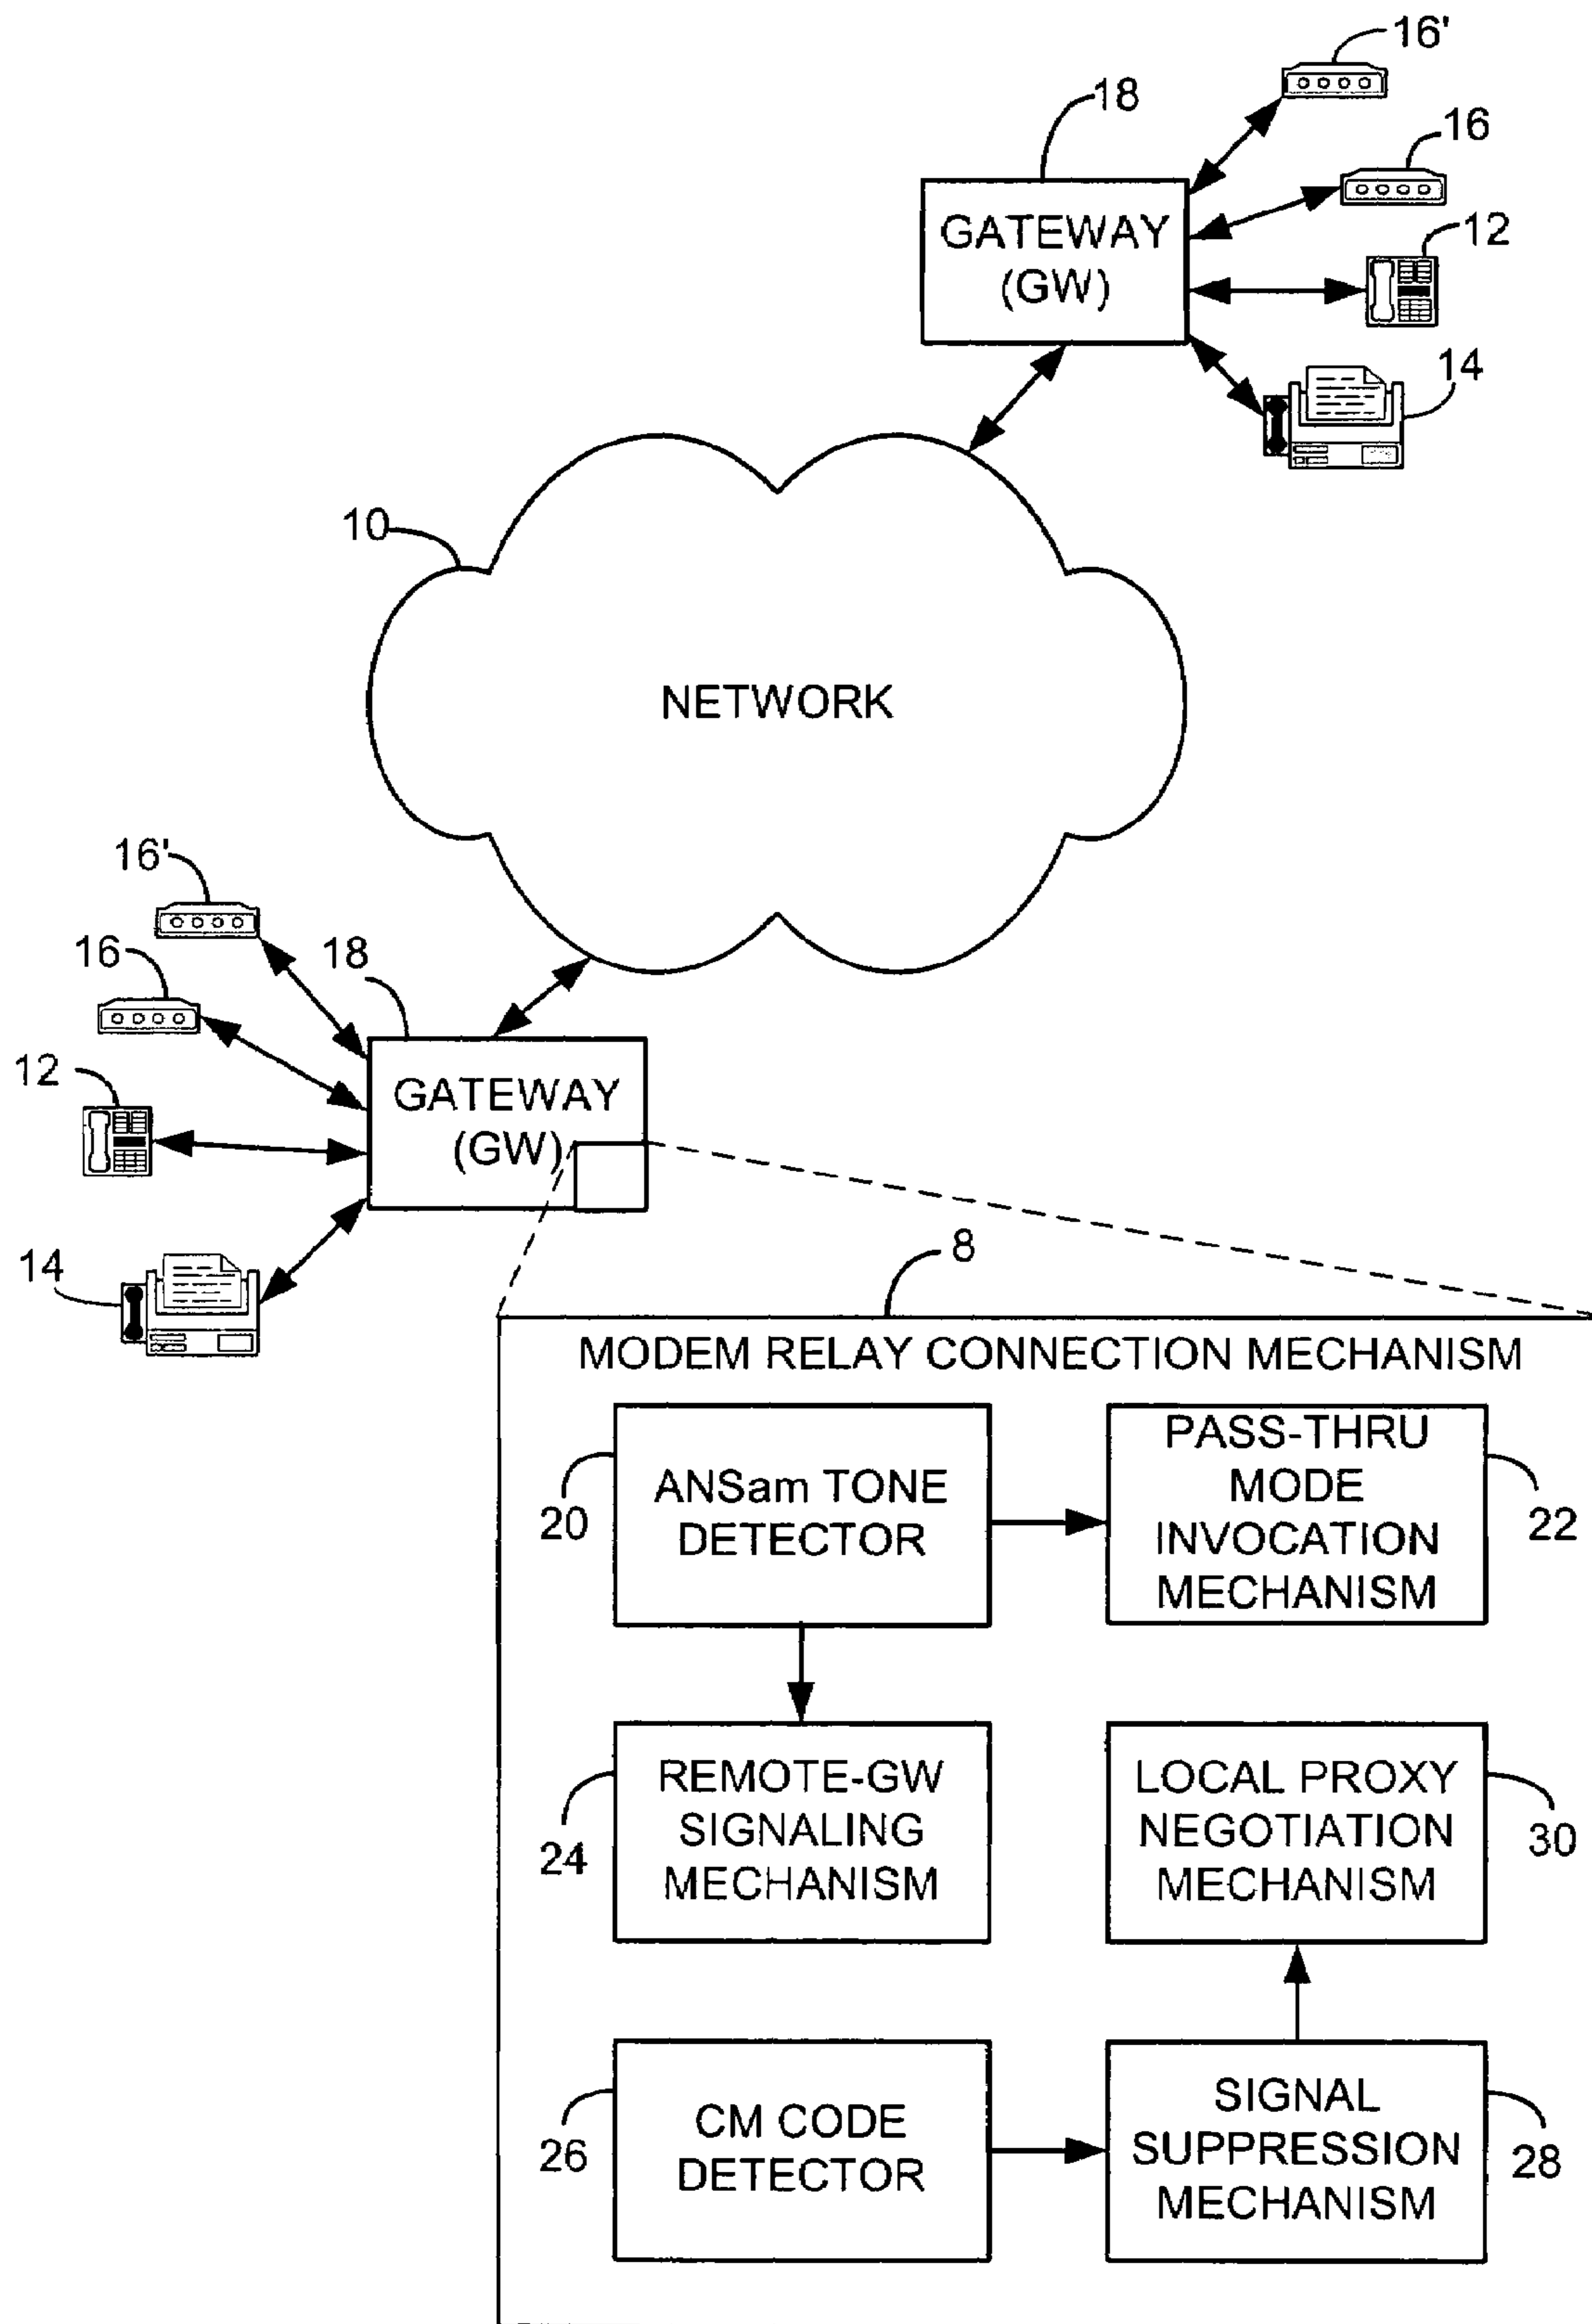 16'
18
16
GATEWAY
(GW)
12
14
10
NETWORK
16'
16
18
12
GATEWAY
(GW)
14
8
MODEM RELAY CONNECTION MECHANISM
20
ANSam TONE
DETECTOR
PASS-THRU
MODE
INVOCATION
MECHANISM
22
24
REMOTE-GW
SIGNALING
MECHANISM
LOCAL PROXY
NEGOTIATION
MECHANISM
30
26
CM CODE
DETECTOR
SIGNAL
SUPPRESSION
MECHANISM
28